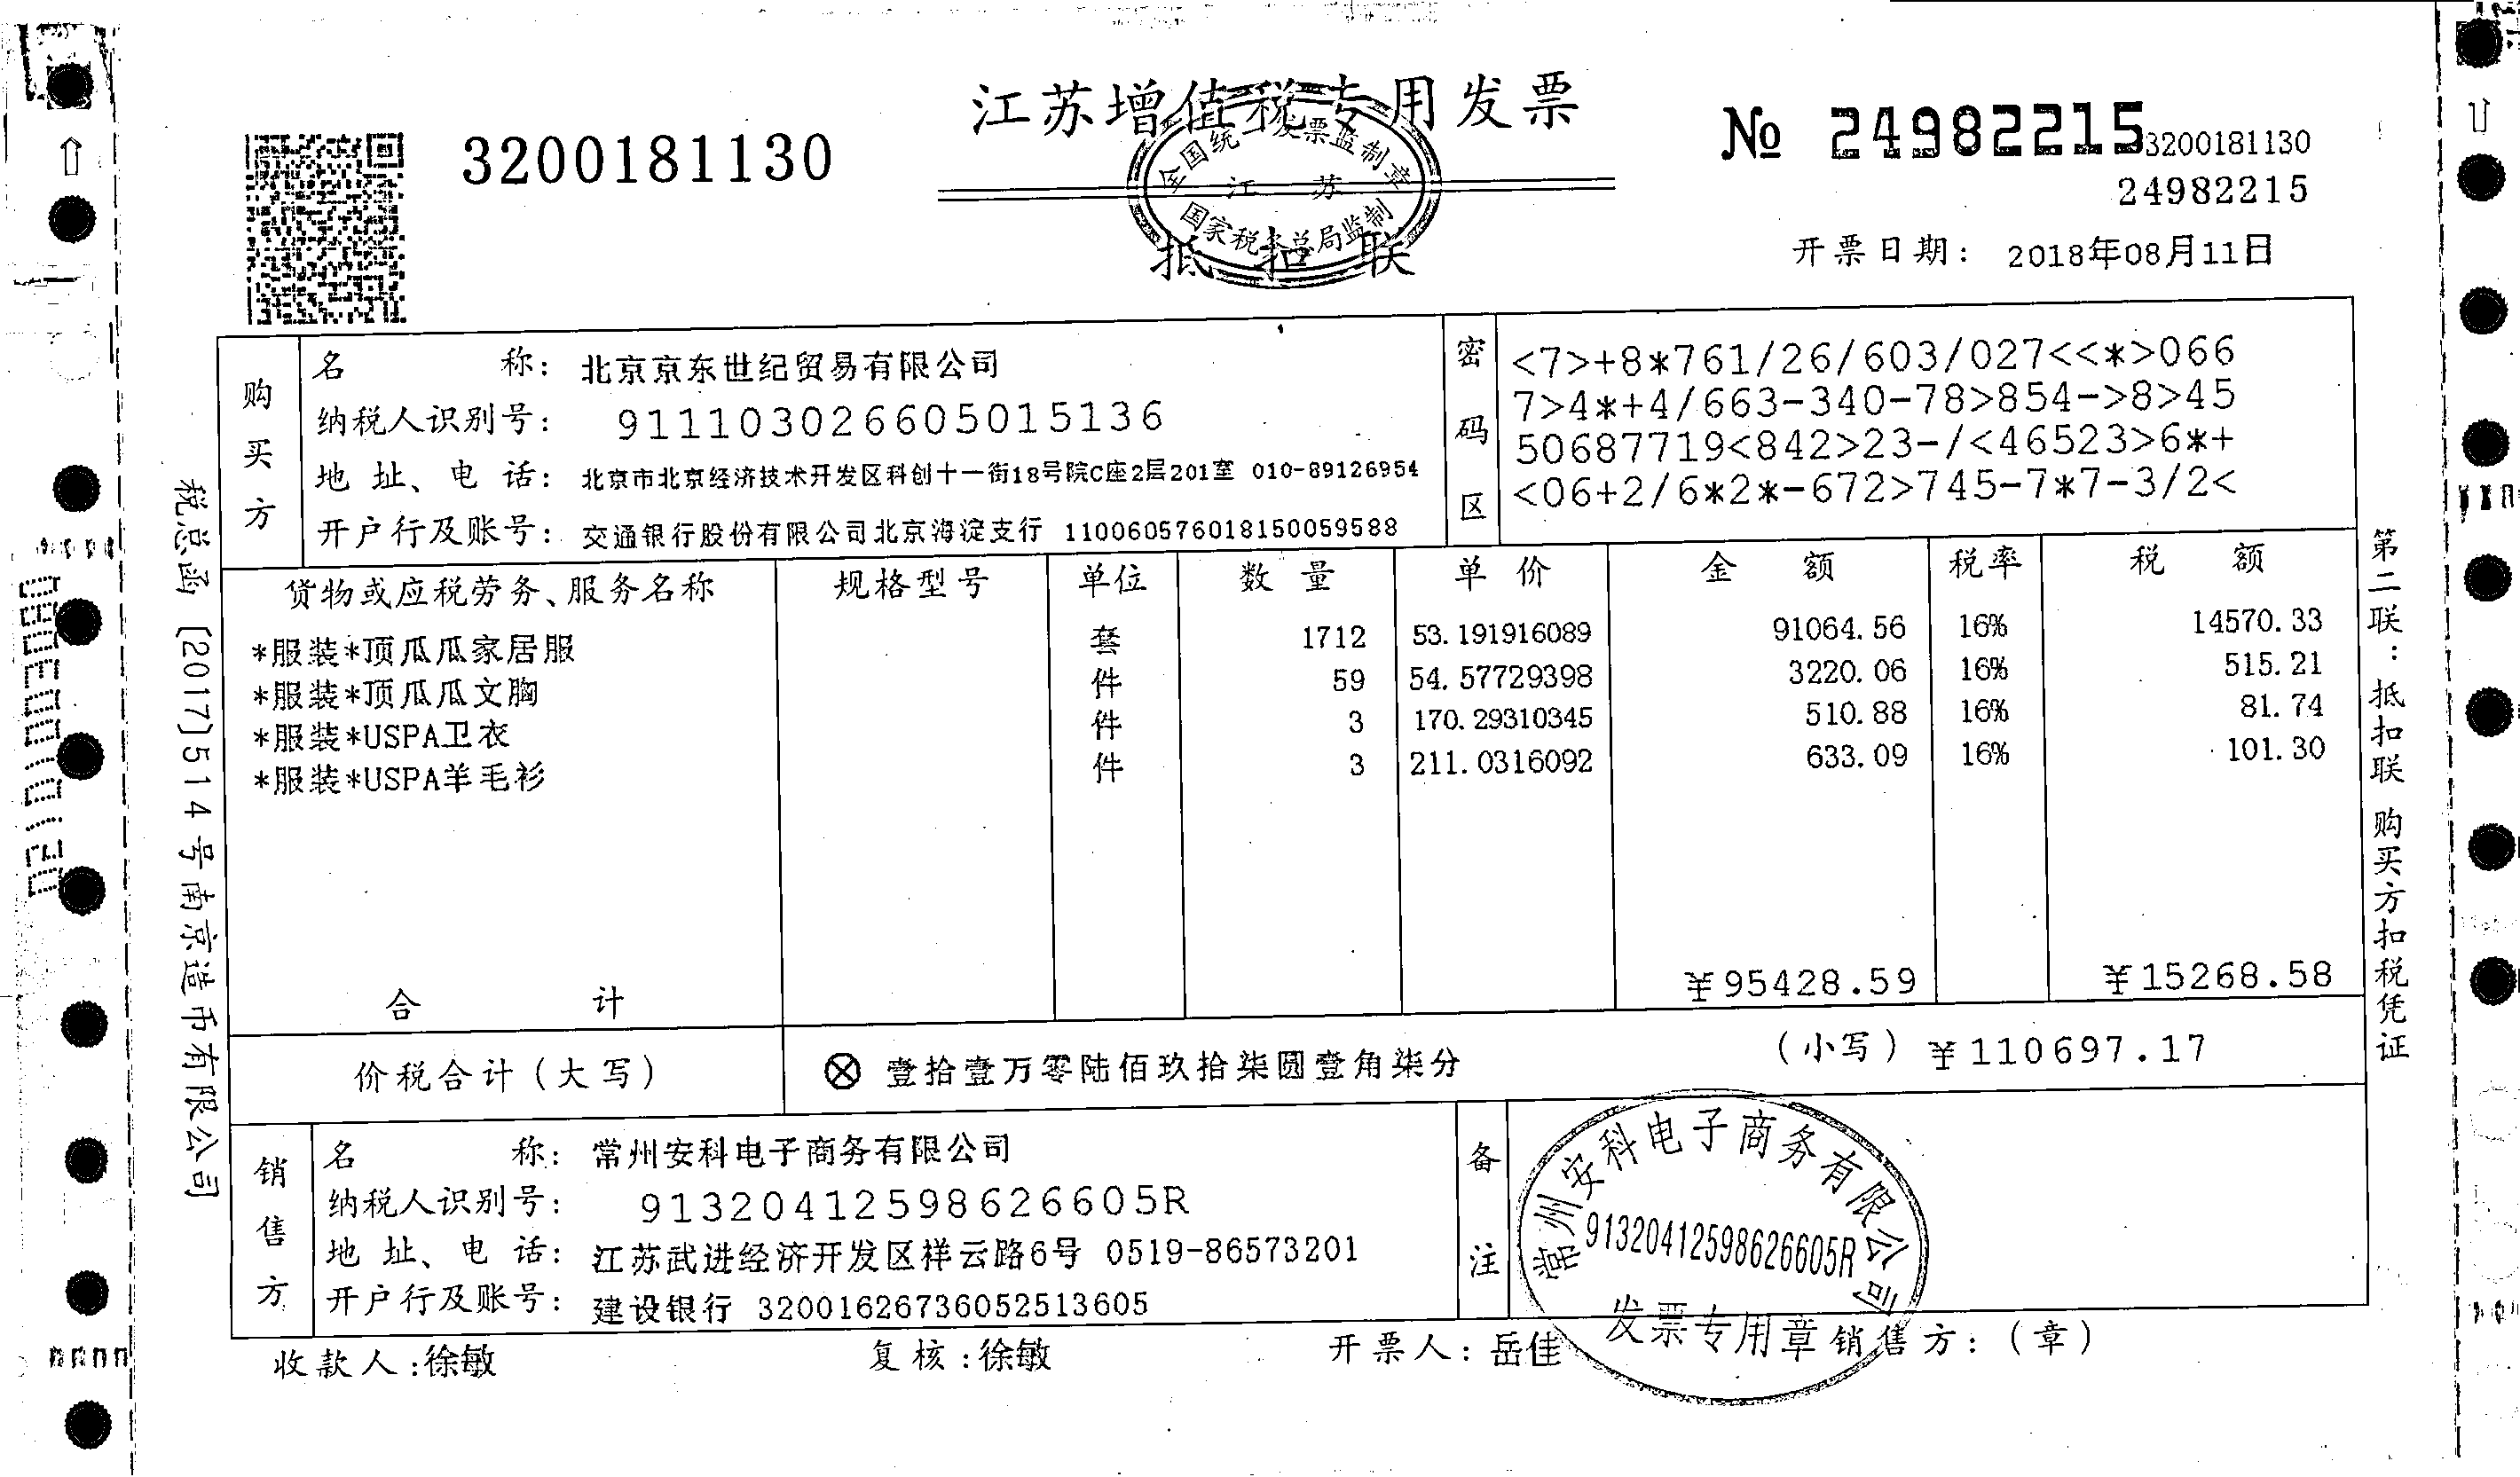 江苏增值税专用发票
全国统一发票监制章
江苏
国家税务总局监制
抵扣联
3200181130
№ 24982215
3200181130
24982215
开票日期: 2018年08月11日
购买方
名称: 北京京东世纪贸易有限公司
纳税人识别号: 911103026605015136
地址、电话: 北京市北京经济技术开发区科创十一街18号院C座2层201室 010-89126954
开户行及账号: 交通银行股份有限公司北京海淀支行 110060576018150059588
密码区
<7>+8*761/26/603/027<<*>066
7>4*+4/663-340-78>854->8>45
50687719<842>23-/<46523>6*+
<06+2/6*2*-672>745-7*7-3/2<
货物或应税劳务、服务名称 规格型号 单位 数量 单价 金额 税率 税额
*服装*顶瓜瓜家居服 套 1712 53.191916089 91064.56 16% 14570.33
*服装*顶瓜瓜文胸 件 59 54.57729398 3220.06 16% 515.21
*服装*USPA卫衣 件 3 170.29310345 510.88 16% 81.74
*服装*USPA羊毛衫 件 3 211.0316092 633.09 16% 101.30
合计 ¥95428.59 ¥15268.58
价税合计(大写) ⊗ 壹拾壹万零陆佰玖拾柒圆壹角柒分 (小写) ¥110697.17
销售方
名称: 常州安科电子商务有限公司
纳税人识别号: 91320412598626605R
地址、电话: 江苏武进经济开发区祥云路6号 0519-86573201
开户行及账号: 建设银行 32001626736052513605
备注
常州安科电子商务有限公司
91320412598626605R
发票专用章
收款人:徐敏 复核:徐敏 开票人:岳佳 销售方:(章)
税总函〔2017〕514号南京造币有限公司
第二联:抵扣联 购买方扣税凭证